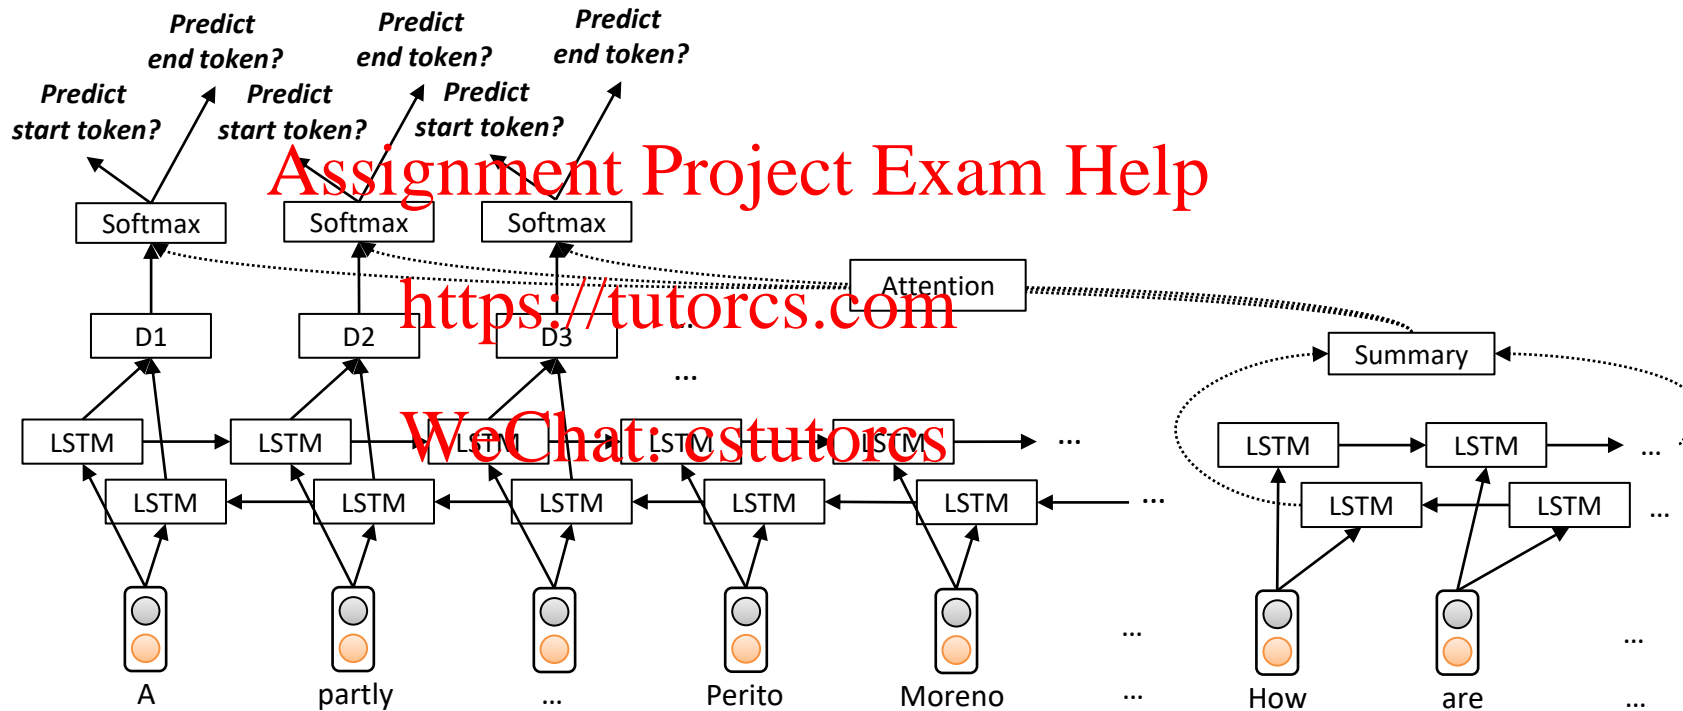 Predict
end token?
Predict
end token?
Predict
end token?
Predict
start token?
Predict
start token?
Predict
start token?
Assignment Project Exam Help
Softmax
Softmax
Softmax
Attention
https://tutorcs.com
D1
D2
D3
...
Summary
...
LSTM
LSTM
LSTM
LSTM
LSTM
...
LSTM
LSTM
...
WeChat: cstutorcs
LSTM
LSTM
LSTM
LSTM
LSTM
...
LSTM
LSTM
...
...
...
A
partly
...
Perito
Moreno
...
How
are
...